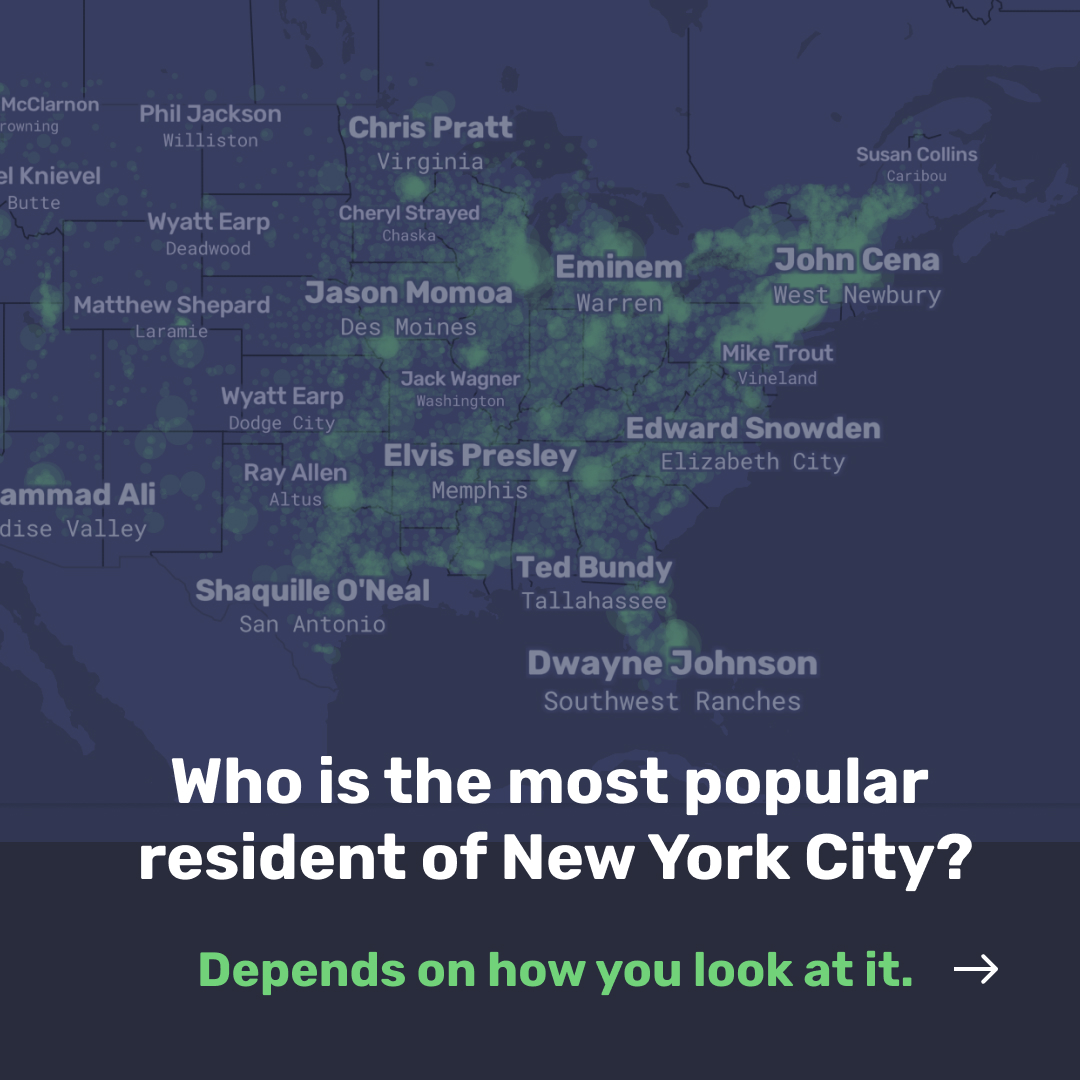 McClarnon
rowning
Phil Jackson
Williston
Chris Pratt
Virginia
Susan Collins
Caribou
el Knievel
Butte
Wyatt Earp
Deadwood
Cheryl Strayed
Chaska
Eminem
Warren
John Cena
West Newbury
Matthew Shepard
Laramie
Jason Momoa
Des Moines
Mike Trout
Vineland
Jack Wagner
Washington
Wyatt Earp
Dodge City
Edward Snowden
Elizabeth City
Elvis Presley
Memphis
Ray Allen
Altus
ammad Ali
dise Valley
Ted Bundy
Tallahassee
Shaquille O'Neal
San Antonio
Dwayne Johnson
Southwest Ranches
Who is the most popular
resident of New York City?
Depends on how you look at it. →